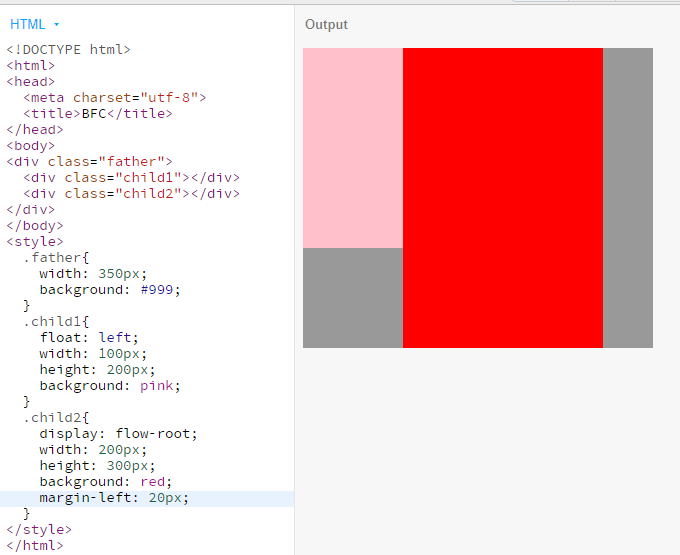 HTML
Output
<!DOCTYPE html>
<html>
<head>
  <meta charset="utf-8">
  <title>BFC</title>
</head>
<body>
<div class="father">
  <div class="child1"></div>
  <div class="child2"></div>
</div>
</body>
<style>
  .father{
    width: 350px;
    background: #999;
  }
  .child1{
    float: left;
    width: 100px;
    height: 200px;
    background: pink;
  }
  .child2{
    display: flow-root;
    width: 200px;
    height: 300px;
    background: red;
    margin-left: 20px;
  }
</style>
</html>